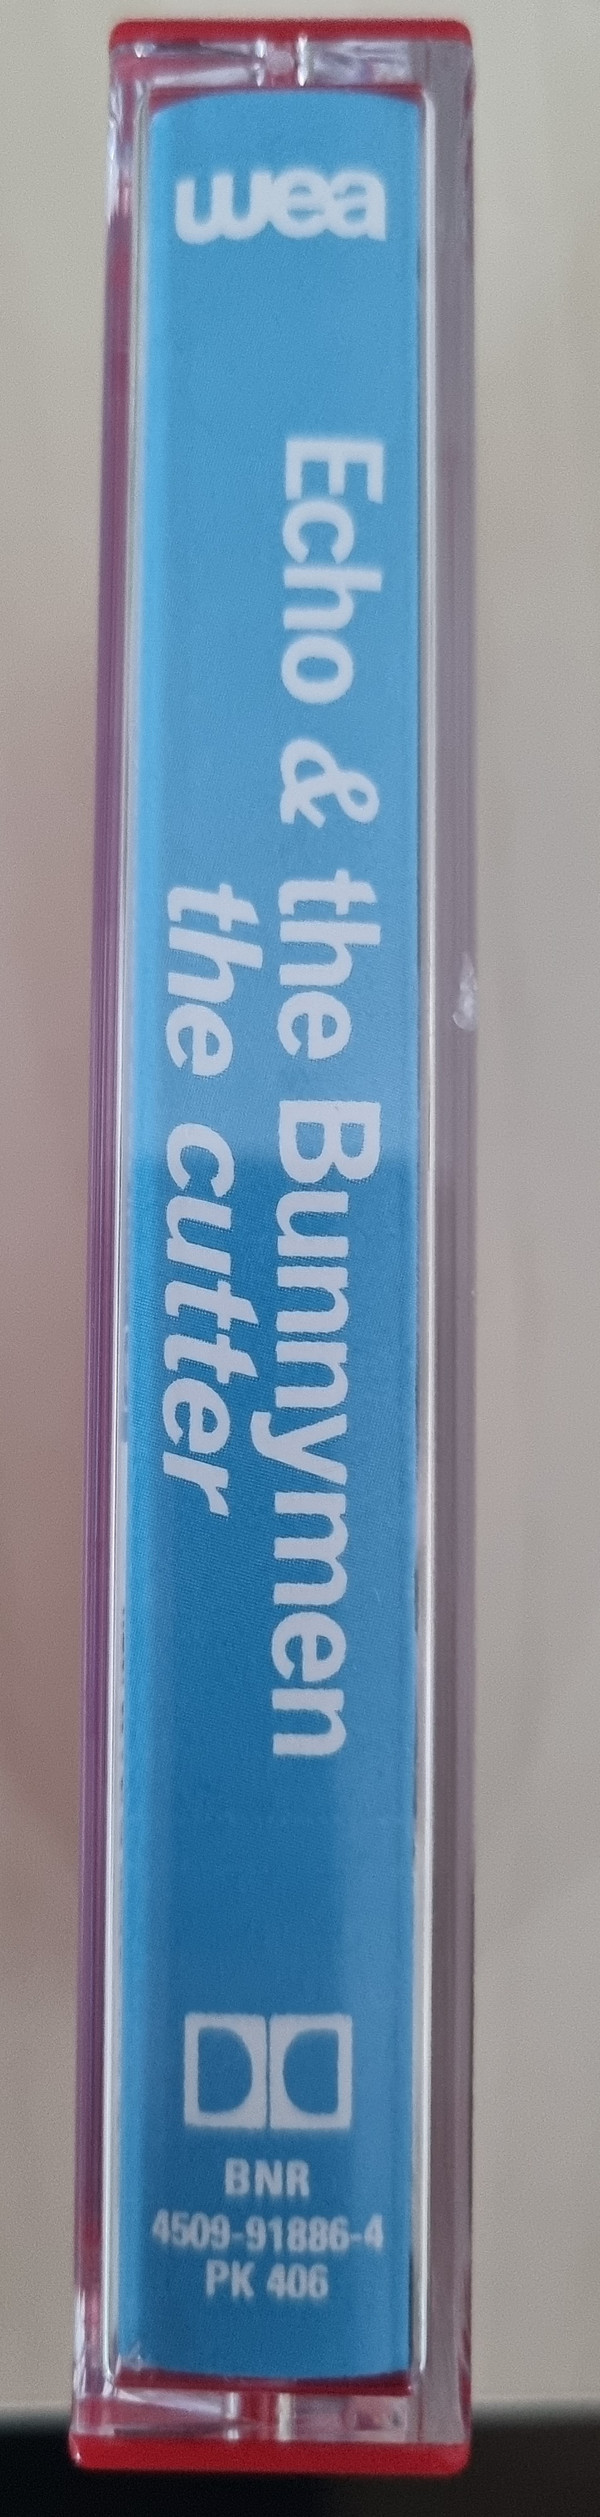 wea
Echo & the Bunnymen
the cutter
BNR
4509-91886-4
PK 406